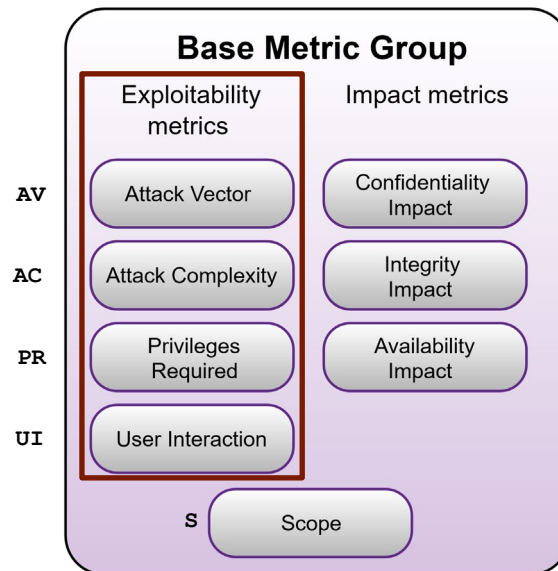 Base Metric Group
Exploitability
metrics
Impact metrics
AV
Attack Vector
Confidentiality
Impact
AC
Attack Complexity
Integrity
Impact
PR
Privileges
Required
Availability
Impact
UI
User Interaction
S
Scope